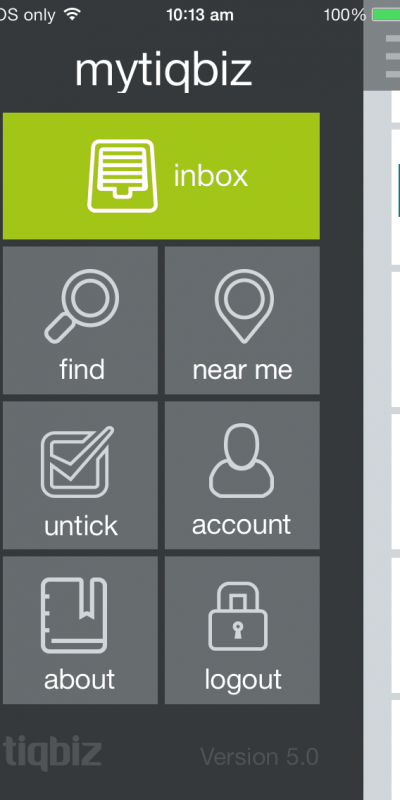 OS only 10:13 am 100%
mytiqbiz
inbox
find near me
untick account
about logout
tiqbiz Version 5.0